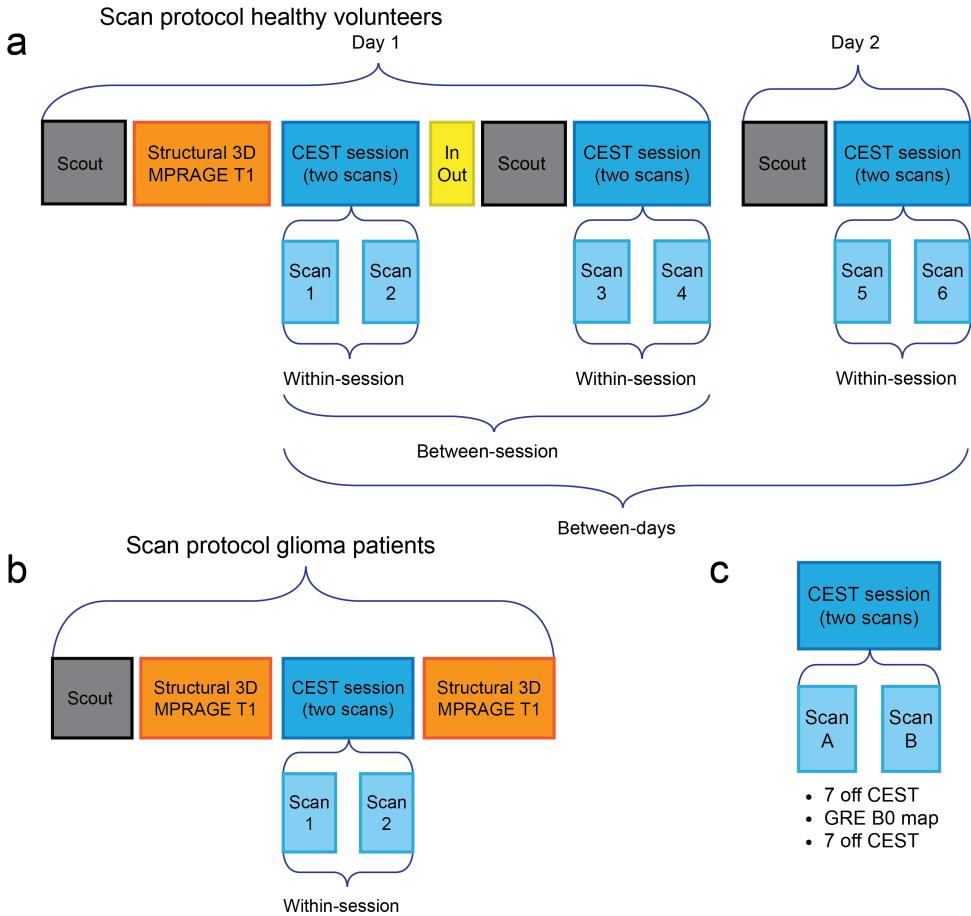 Scan protocol healthy volunteers
a
Day 1
Day 2
Scout
Structural 3D
MPRAGE T1
CEST session
(two scans)
In
Out
Scout
CEST session
(two scans)
Scout
CEST session
(two scans)
Scan
1
Scan
2
Scan
3
Scan
4
Scan
5
Scan
6
Within-session
Within-session
Within-session
Between-session
Between-days
Scan protocol glioma patients
b
Scout
Structural 3D
MPRAGE T1
CEST session
(two scans)
Structural 3D
MPRAGE T1
Scan
1
Scan
2
Within-session
c
CEST session
(two scans)
Scan
A
Scan
B
• 7 off CEST
• GRE B0 map
• 7 off CEST